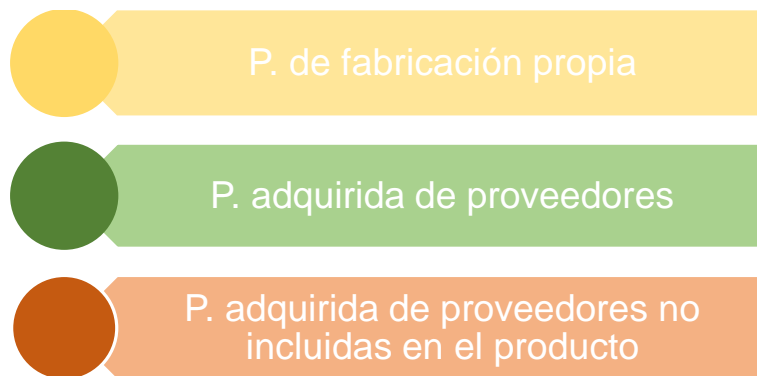 P. de fabricación propia
P. adquirida de proveedores
P. adquirida de proveedores no
incluidas en el producto